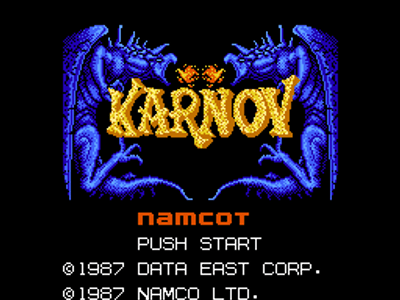 KARNOV
namcot
PUSH START
©1987 DATA EAST CORP.
©1987 NAMCO LTD.